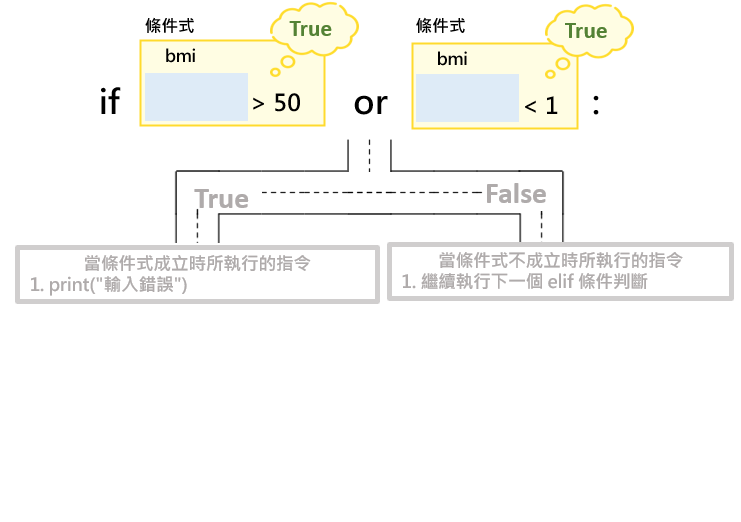 條件式
True
條件式
True
bmi
bmi
if > 50 or < 1 :
True
False
當條件式成立時所執行的指令
1. print("輸入錯誤")
當條件式不成立時所執行的指令
1. 繼續執行下一個 elif 條件判斷